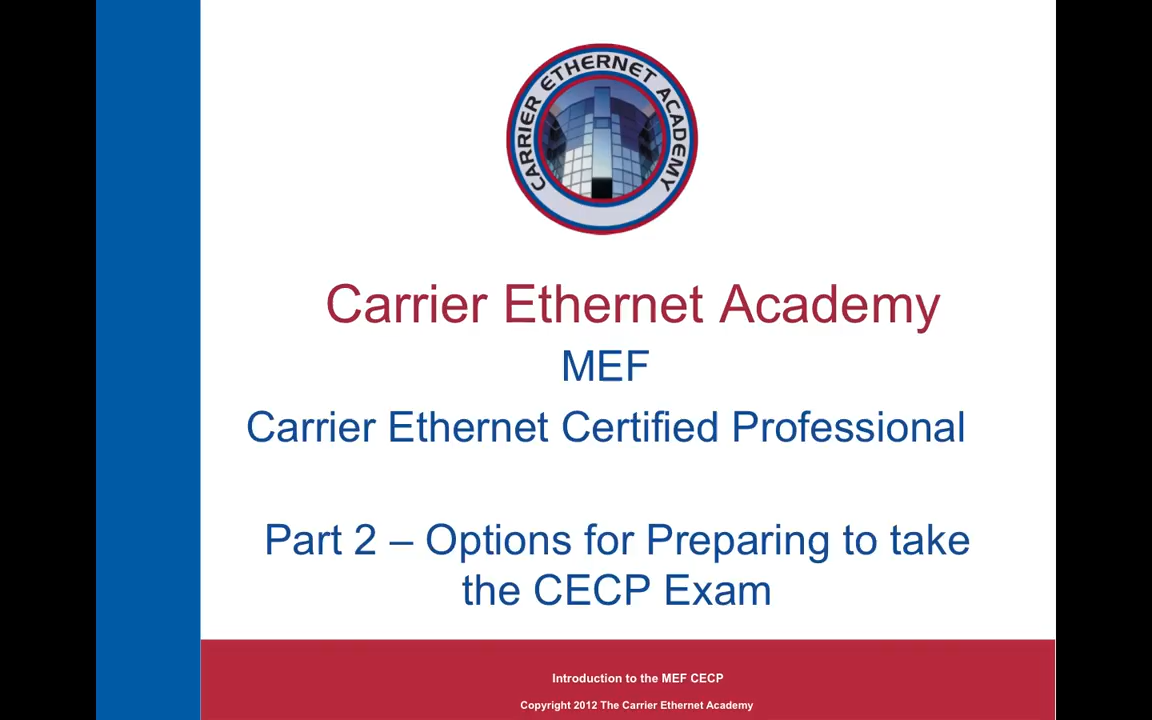 CARRIER ETHERNET ACADEMY
Carrier Ethernet Academy
MEF
Carrier Ethernet Certified Professional
Part 2 – Options for Preparing to take
the CECP Exam
Introduction to the MEF CECP
Copyright 2012 The Carrier Ethernet Academy